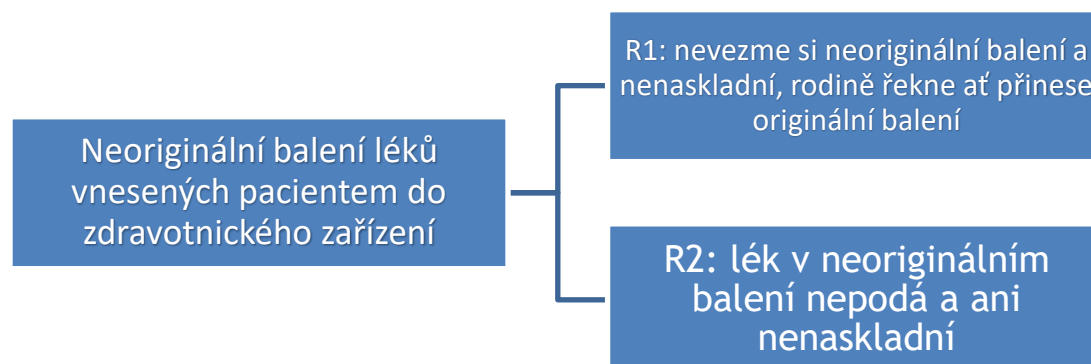 Neoriginální balení léků
vnesených pacientem do
zdravotnického zařízení
R1: nevezme si neoriginální balení a
nenaskladní, rodině řekne ať přinese
originální balení
R2: lék v neoriginálním
balení nepodá a ani
nenaskladní